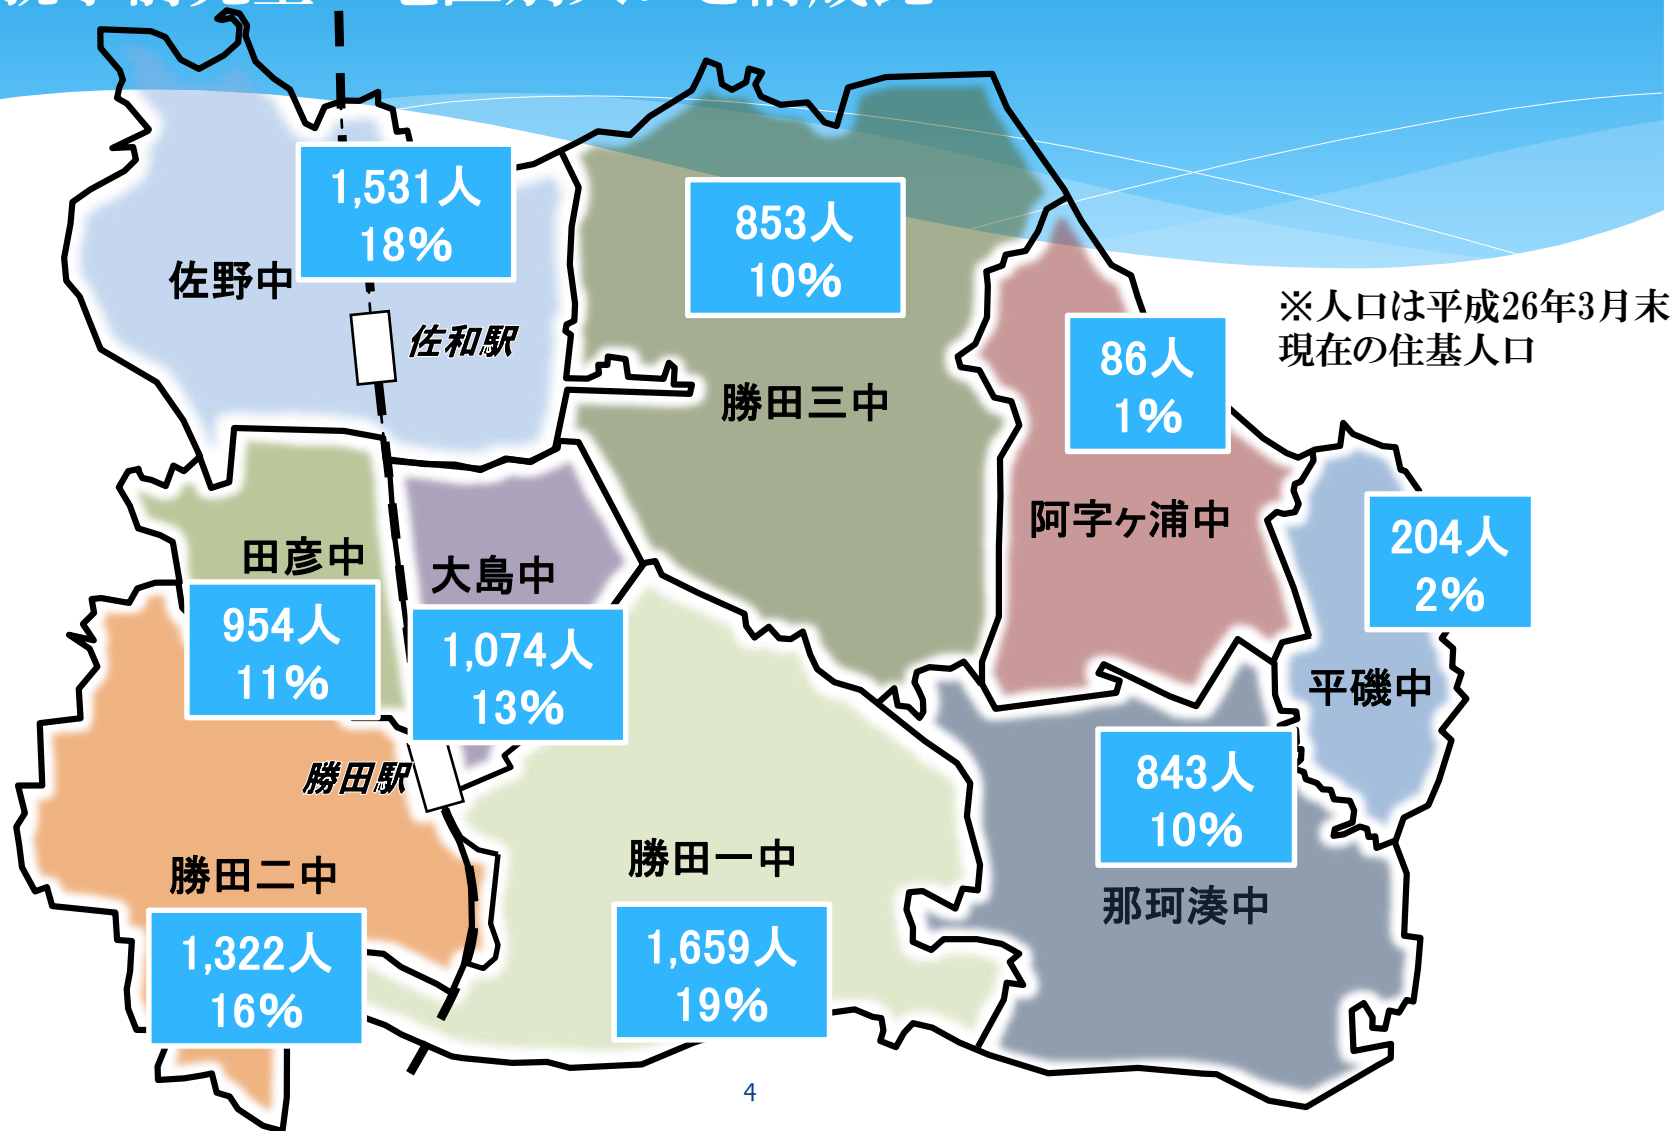 1,531人
18%
佐野中
佐和駅
853人
10%
勝田三中
※人口は平成26年3月末
現在の住基人口
86人
1%
阿字ヶ浦中
204人
2%
平磯中
田彦中
954人
11%
大島中
1,074人
13%
勝田駅
勝田二中
1,322人
16%
勝田一中
1,659人
19%
843人
10%
那珂湊中
4